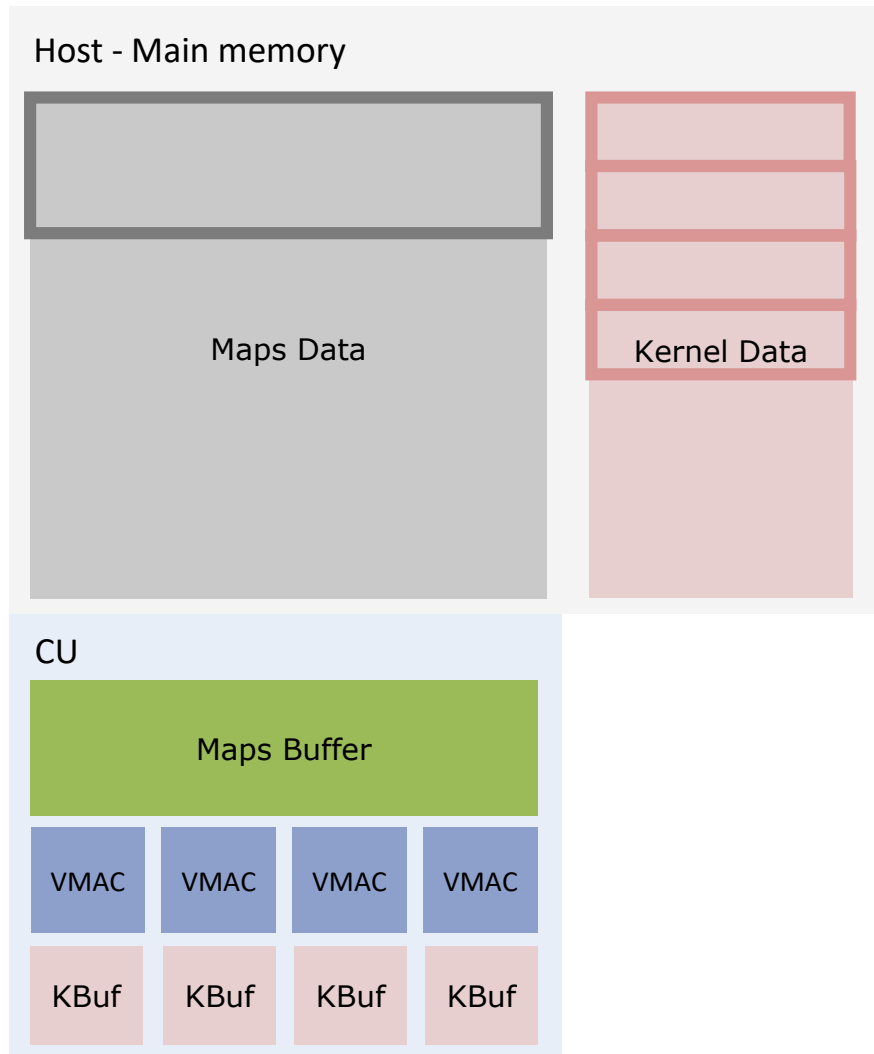 Host - Main memory
Maps Data
Kernel Data
CU
Maps Buffer
VMAC VMAC VMAC VMAC
KBuf KBuf KBuf KBuf